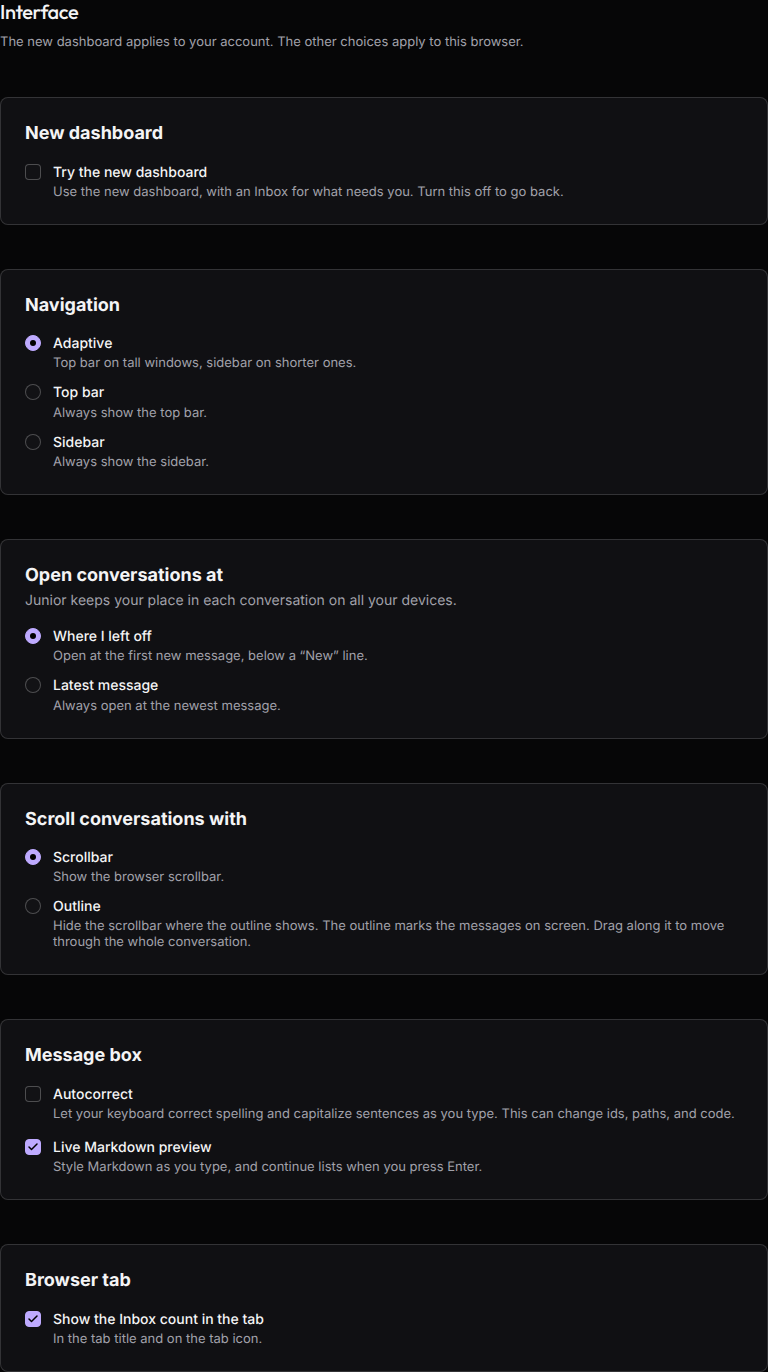 Interface
The new dashboard applies to your account. The other choices apply to this browser.
New dashboard
Try the new dashboard
Use the new dashboard, with an Inbox for what needs you. Turn this off to go back.
Navigation
Adaptive
Top bar on tall windows, sidebar on shorter ones.
Top bar
Always show the top bar.
Sidebar
Always show the sidebar.
Open conversations at
Junior keeps your place in each conversation on all your devices.
Where I left off
Open at the first new message, below a “New” line.
Latest message
Always open at the newest message.
Scroll conversations with
Scrollbar
Show the browser scrollbar.
Outline
Hide the scrollbar where the outline shows. The outline marks the messages on screen. Drag along it to move
through the whole conversation.
Message box
Autocorrect
Let your keyboard correct spelling and capitalize sentences as you type. This can change ids, paths, and code.
Live Markdown preview
Style Markdown as you type, and continue lists when you press Enter.
Browser tab
Show the Inbox count in the tab
In the tab title and on the tab icon.